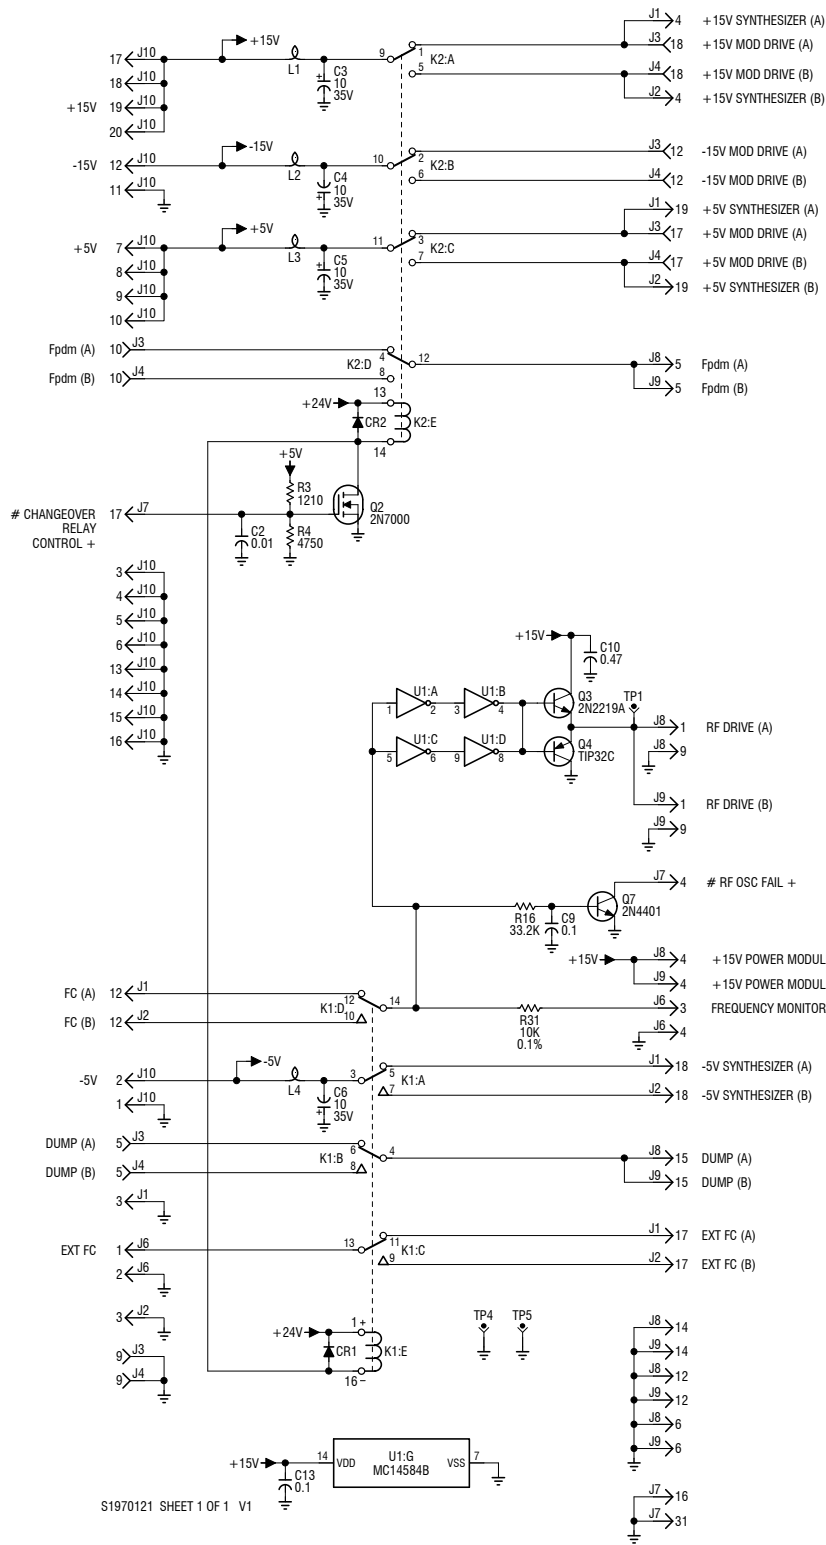 J1 4 +15V SYNTHESIZER (A)
17 J10 +15V L1 C3 10 35V 9 1 K2:A J3 18 +15V MOD DRIVE (A)
18 J10 5 J4 18 +15V MOD DRIVE (B)
+15V 19 J10 J2 4 +15V SYNTHESIZER (B)
20 J10
-15V 12 J10 -15V L2 C4 10 35V 10 2 K2:B J3 12 -15V MOD DRIVE (A)
11 J10 6 J4 12 -15V MOD DRIVE (B)
J1 19 +5V SYNTHESIZER (A)
+5V 7 J10 +5V L3 C5 10 35V 11 3 K2:C J3 17 +5V MOD DRIVE (A)
8 J10 7 J4 17 +5V MOD DRIVE (B)
9 J10 J2 19 +5V SYNTHESIZER (B)
10 J10
Fpdm (A) 10 J3 K2:D 4 12 J8 5 Fpdm (A)
Fpdm (B) 10 J4 8 J9 5 Fpdm (B)
+24V 13
CR2 K2:E
14
+5V
R3
1210
Q2
2N7000
# CHANGEOVER
RELAY
CONTROL +
17 J7
C2
0.01
R4
4750
3 J10
4 J10
5 J10
6 J10
13 J10
14 J10
15 J10
16 J10
+15V C10
0.47
1 U1:A 2 3 U1:B 4 Q3
2N2219A
TP1
5 U1:C 6 9 U1:D 8 Q4
TIP32C
J8 1 RF DRIVE (A)
J8 9
J9 1 RF DRIVE (B)
J9 9
J7 4 # RF OSC FAIL +
R16
33.2K
C9
0.1
Q7
2N4401
+15V J8 4 +15V POWER MODUL
J9 4 +15V POWER MODUL
FC (A) 12 J1 K1:D 12 14 J6 3 FREQUENCY MONITOR
FC (B) 12 J2 10 R31 J6 4
10K
0.1%
-5V 2 J10 -5V L4 C6 10 35V 3 5 K1:A J1 18 -5V SYNTHESIZER (A)
1 J10 7 J2 18 -5V SYNTHESIZER (B)
DUMP (A) 5 J3 K1:B 6 4 J8 15 DUMP (A)
DUMP (B) 5 J4 8 J9 15 DUMP (B)
3 J1
EXT FC 1 J6 13 11 K1:C J1 17 EXT FC (A)
2 J6 9 J2 17 EXT FC (B)
3 J2
9 J3
9 J4
+24V 1 +
CR1 K1:E
16 –
TP4 TP5
J8 14
J9 14
J8 12
J9 12
J8 6
J9 6
+15V 14 VDD U1:G VSS 7
MC14584B
C13
0.1
J7 16
J7 31
S1970121 SHEET 1 OF 1 V1